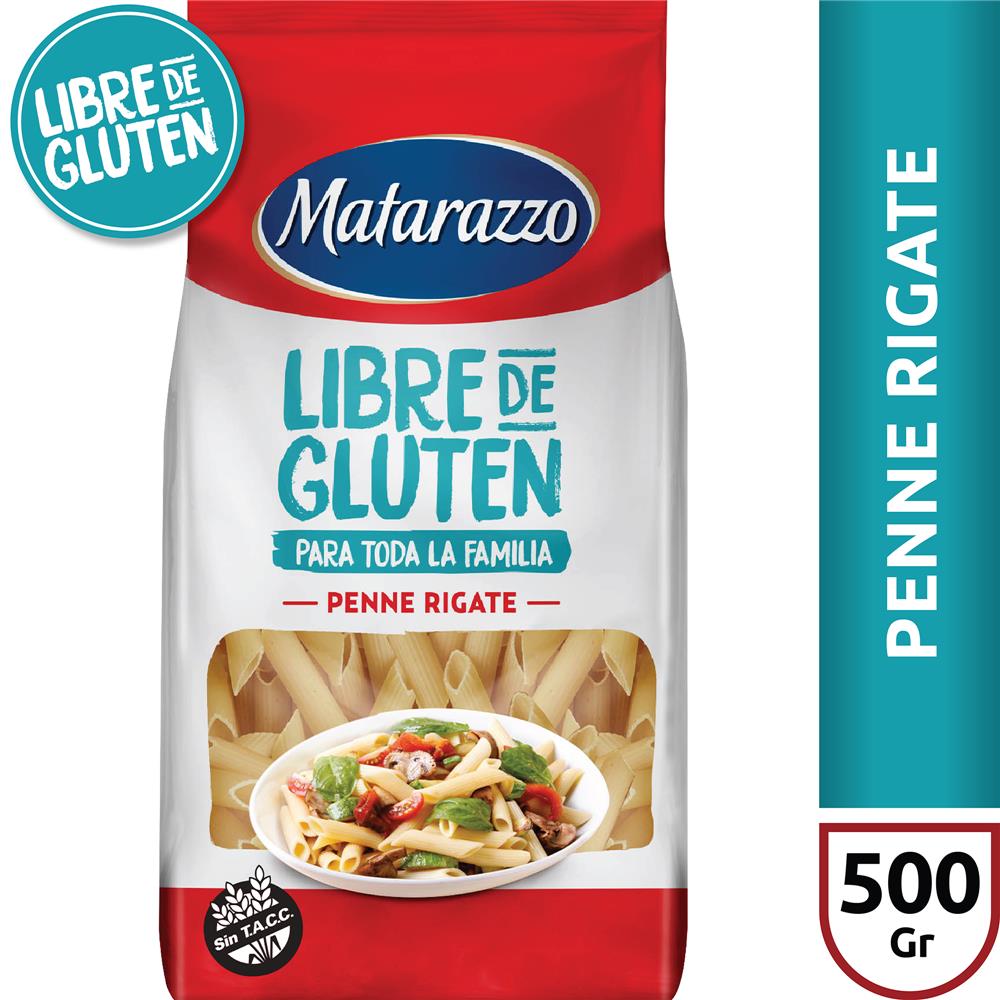 LIBRE DE
GLUTEN
Matarazzo
LIBRE DE
GLUTEN
PARA TODA LA FAMILIA
PENNE RIGATE
Sin T.A.C.C.
PENNE RIGATE
500
Gr